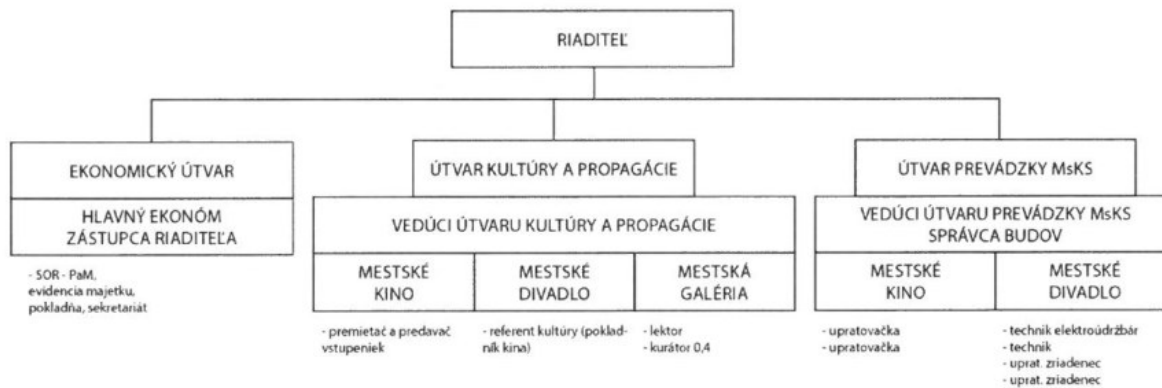 RIADITEĽ
EKONOMICKÝ ÚTVAR
HLAVNÝ EKONÓM
ZÁSTUPCA RIADITEĽA
- SOR - PaM,
evidencia majetku,
pokladňa, sekretariát
ÚTVAR KULTÚRY A PROPAGÁCIE
VEDÚCI ÚTVARU KULTÚRY A PROPAGÁCIE
MESTSKÉ
KINO
- premietač a predavač
vstupeniek
MESTSKÉ
DIVADLO
- referent kultúry (poklad-
ník kina)
MESTSKÁ
GALÉRIA
- lektor
- kurátor 0,4
ÚTVAR PREVÁDZKY MsKS
VEDÚCI ÚTVARU PREVÁDZKY MsKS
SPRÁVCA BUDOV
MESTSKÉ
KINO
- upratovačka
- upratovačka
MESTSKÉ
DIVADLO
- technik elektroúdržbár
- technik
- uprat. zriadenec
- uprat. zriadenec